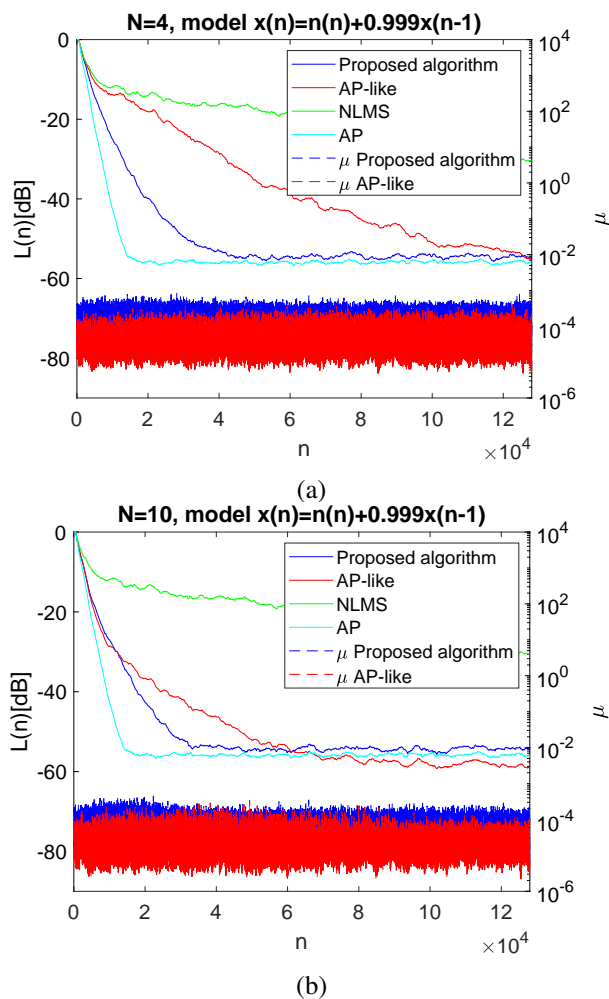 N=4, model x(n)=n(n)+0.999x(n-1)
0
-20
-40
-60
-80
L(n)[dB]
Proposed algorithm
AP-like
NLMS
AP
μ Proposed algorithm
μ AP-like
10^4
10^2
10^0
10^-2
10^-4
10^-6
μ
0 2 4 6 8 10 12
n
×10^4
(a)
N=10, model x(n)=n(n)+0.999x(n-1)
0
-20
-40
-60
-80
L(n)[dB]
Proposed algorithm
AP-like
NLMS
AP
μ Proposed algorithm
μ AP-like
10^4
10^2
10^0
10^-2
10^-4
10^-6
μ
0 2 4 6 8 10 12
n
×10^4
(b)